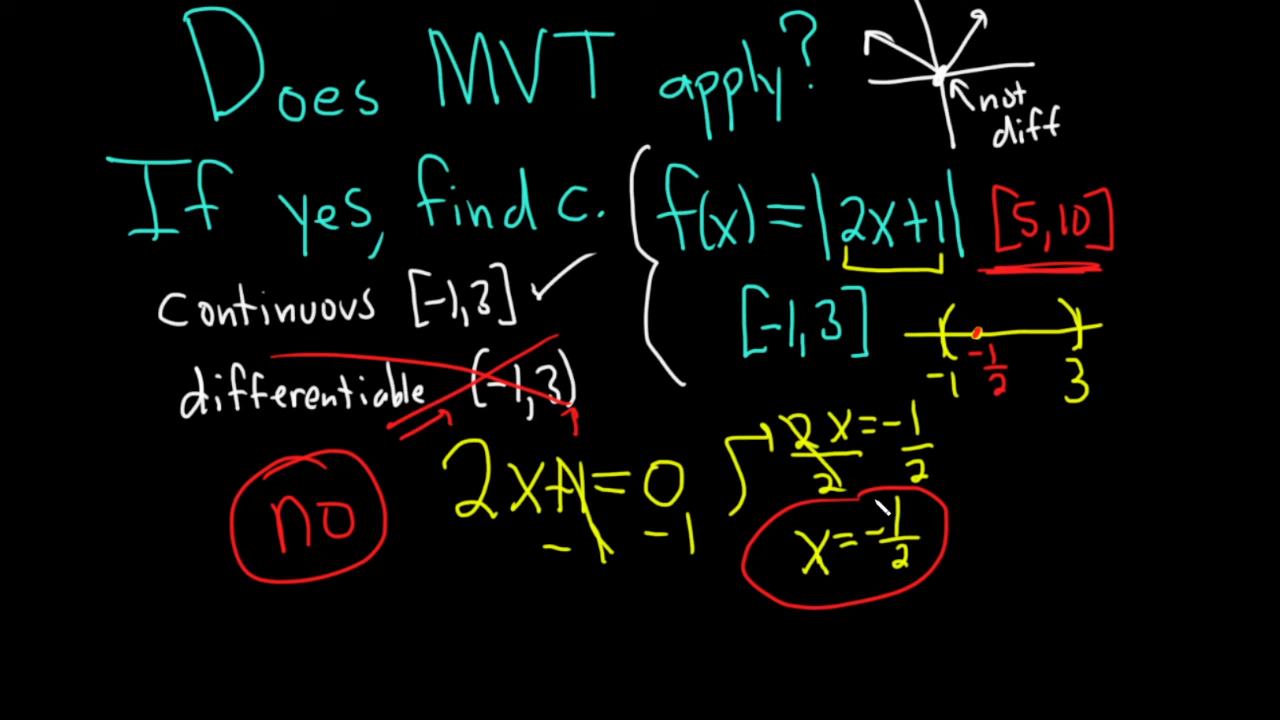 Does MVT apply?
not
diff
If yes, find c.
f(x) = |2x+1| [5,10]
continuous [-1,3] ✓
[-1,3]
-1 -1/2 3
differentiable (-1,3)
2x+1=0
-1 -1
2x/2 = -1/2
x = -1/2
no